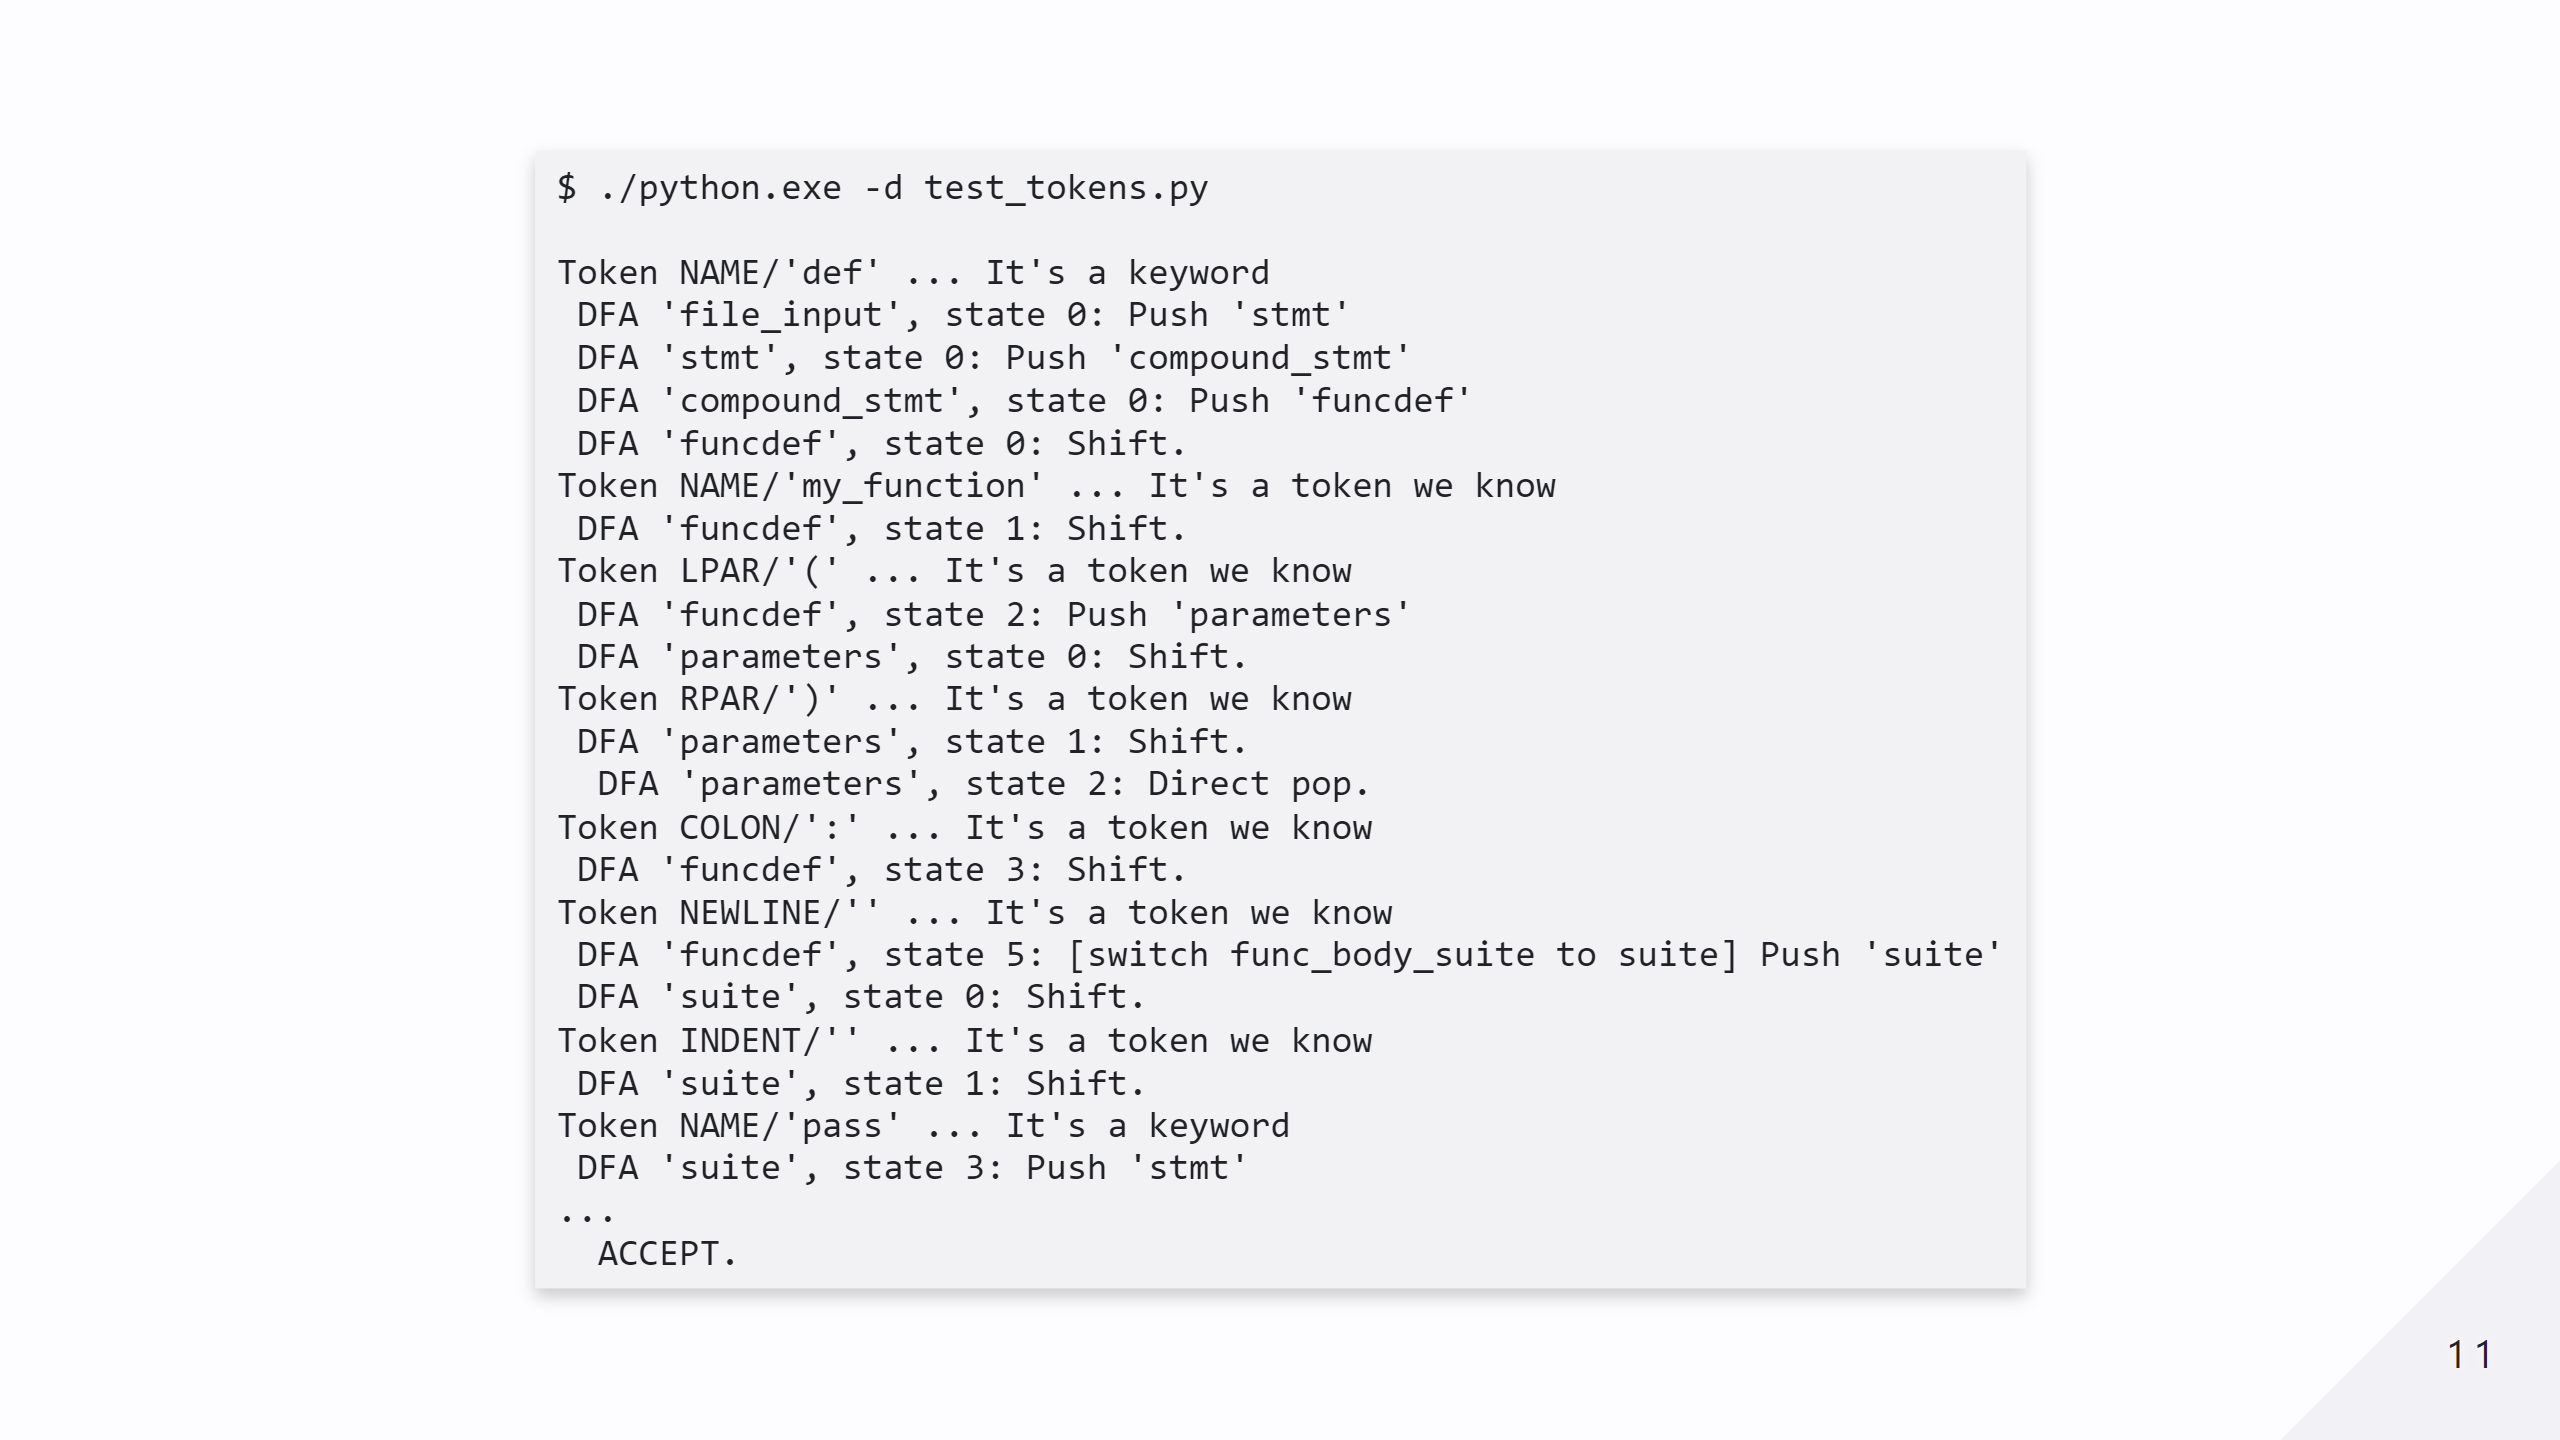 $ ./python.exe -d test_tokens.py

Token NAME/'def' ... It's a keyword
 DFA 'file_input', state 0: Push 'stmt'
 DFA 'stmt', state 0: Push 'compound_stmt'
 DFA 'compound_stmt', state 0: Push 'funcdef'
 DFA 'funcdef', state 0: Shift.
Token NAME/'my_function' ... It's a token we know
 DFA 'funcdef', state 1: Shift.
Token LPAR/'(' ... It's a token we know
 DFA 'funcdef', state 2: Push 'parameters'
 DFA 'parameters', state 0: Shift.
Token RPAR/')' ... It's a token we know
 DFA 'parameters', state 1: Shift.
  DFA 'parameters', state 2: Direct pop.
Token COLON/':' ... It's a token we know
 DFA 'funcdef', state 3: Shift.
Token NEWLINE/'' ... It's a token we know
 DFA 'funcdef', state 5: [switch func_body_suite to suite] Push 'suite'
 DFA 'suite', state 0: Shift.
Token INDENT/'' ... It's a token we know
 DFA 'suite', state 1: Shift.
Token NAME/'pass' ... It's a keyword
 DFA 'suite', state 3: Push 'stmt'
...
  ACCEPT.
11